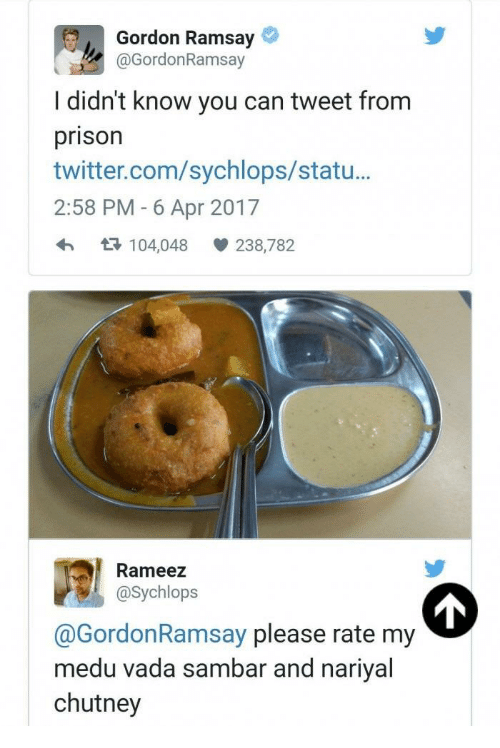 Gordon Ramsay
@GordonRamsay
I didn't know you can tweet from
prison
twitter.com/sychlops/statu...
2:58 PM - 6 Apr 2017
104,048 238,782
Rameez
@Sychlops
@GordonRamsay please rate my
medu vada sambar and nariyal
chutney